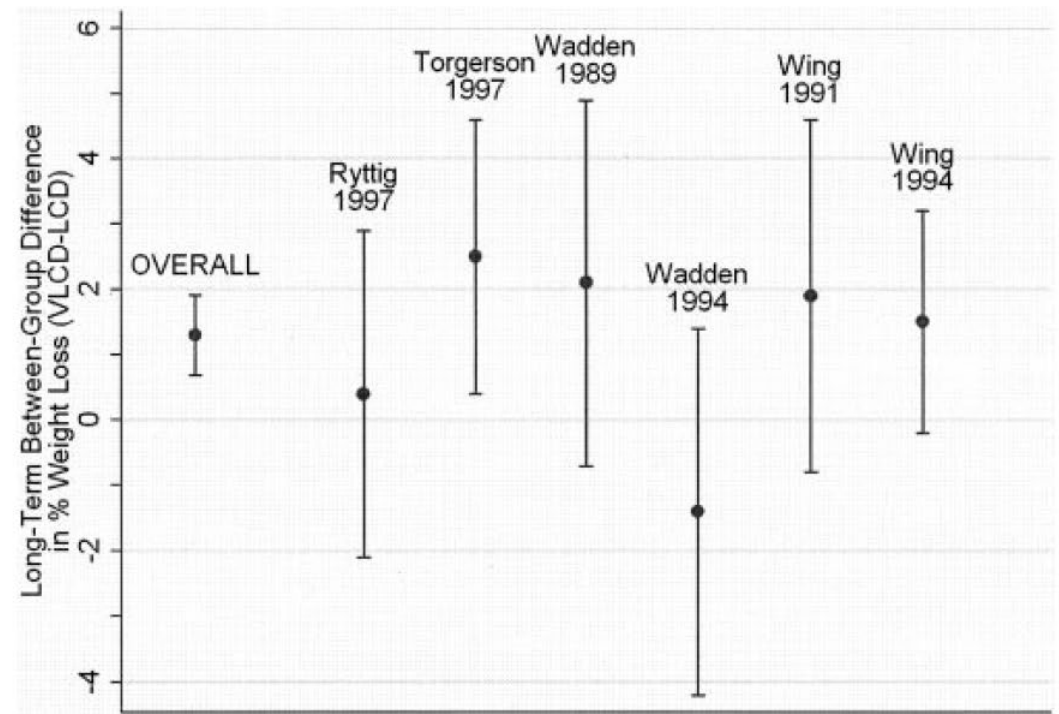 Long-Term Between-Group Difference
in % Weight Loss (VLCD-LCD)
6
4
2
0
-2
-4
OVERALL
Ryttig
1997
Torgerson
1997
Wadden
1989
Wadden
1994
Wing
1991
Wing
1994